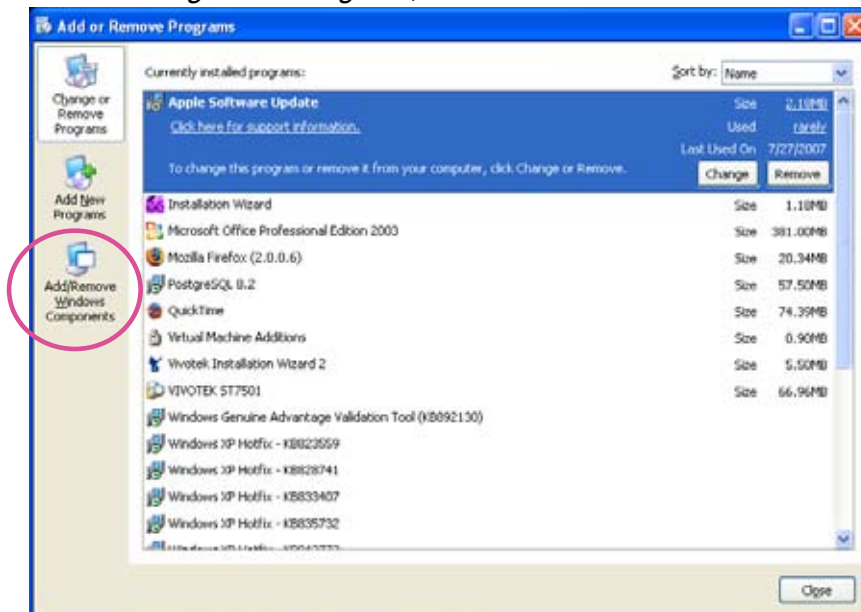 Add or Remove Programs
Currently installed programs:
Sort by: Name
Change or
Remove
Programs
Add New
Programs
Add/Remove
Windows
Components
Apple Software Update
Size 2.18MB
Click here for support information.
Used rarely
Last Used On 7/27/2007
To change this program or remove it from your computer, click Change or Remove.
Change Remove
Installation Wizard Size 1.18MB
Microsoft Office Professional Edition 2003 Size 381.00MB
Mozilla Firefox (2.0.0.6) Size 20.34MB
PostgreSQL 8.2 Size 57.50MB
QuickTime Size 74.39MB
Virtual Machine Additions Size 0.90MB
Vivotek Installation Wizard 2 Size 5.50MB
VIVOTEK ST7501 Size 66.96MB
Windows Genuine Advantage Validation Tool (KB892130)
Windows XP Hotfix - KB823559
Windows XP Hotfix - KB828741
Windows XP Hotfix - KB833407
Windows XP Hotfix - KB835732
Close